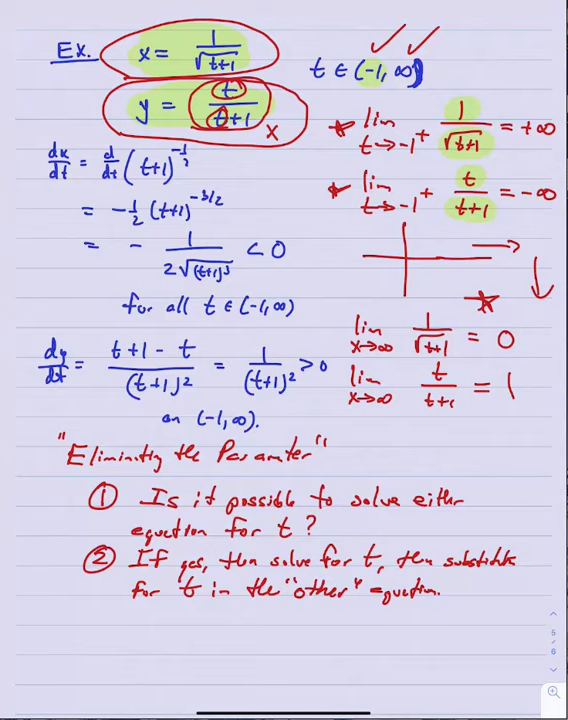 Ex. x = 1/√(t+1) t ∈ (-1, ∞)
y = t/(t+1) x
* lim t→-1⁺ 1/√(t+1) = +∞
* lim t→-1⁺ t/(t+1) = -∞
dx/dt = d/dt (t+1)^(-1/2)
= -1/2 (t+1)^(-3/2)
= - 1/(2√(t+1)³) < 0
for all t ∈ (-1, ∞)
lim x→∞ 1/√(t+1) = 0
lim x→∞ t/(t+1) = 1
dy/dt = (t+1-t)/(t+1)² = 1/(t+1)² > 0
on (-1, ∞).
"Eliminating the Parameter"
① Is it possible to solve either
equation for t?
② If yes, then solve for t, then substitute
for t in the "other" equation.
5
/
6